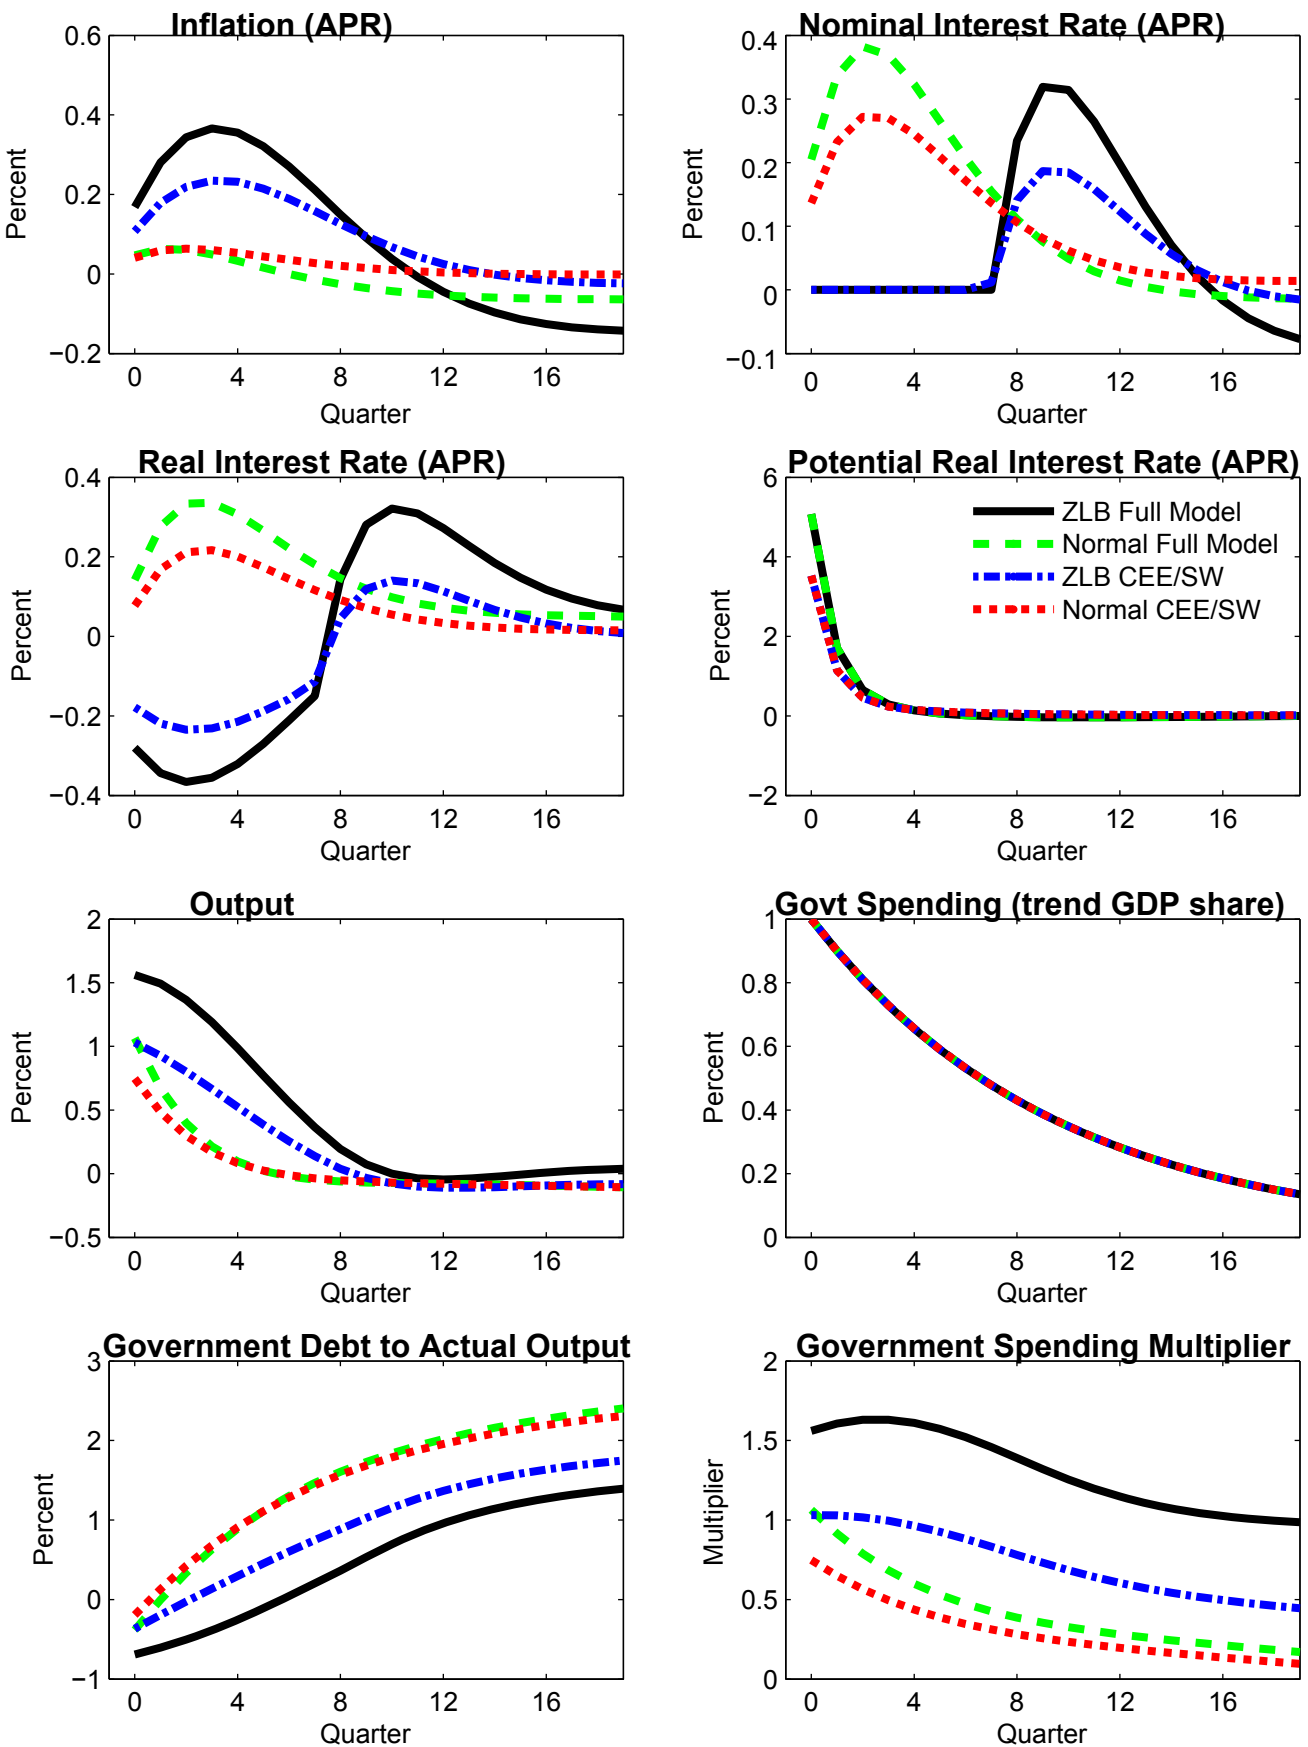 Inflation (APR)
Percent
0.6
0.4
0.2
0
−0.2
0 4 8 12 16
Quarter
Nominal Interest Rate (APR)
Percent
0.4
0.3
0.2
0.1
0
−0.1
0 4 8 12 16
Quarter
Real Interest Rate (APR)
Percent
0.4
0.2
0
−0.2
−0.4
0 4 8 12 16
Quarter
Potential Real Interest Rate (APR)
Percent
6
4
2
0
−2
ZLB Full Model
Normal Full Model
ZLB CEE/SW
Normal CEE/SW
0 4 8 12 16
Quarter
Output
Percent
2
1.5
1
0.5
0
−0.5
0 4 8 12 16
Quarter
Govt Spending (trend GDP share)
Percent
1
0.8
0.6
0.4
0.2
0
0 4 8 12 16
Quarter
Government Debt to Actual Output
Percent
3
2
1
0
−1
0 4 8 12 16
Quarter
Government Spending Multiplier
Multiplier
2
1.5
1
0.5
0
0 4 8 12 16
Quarter